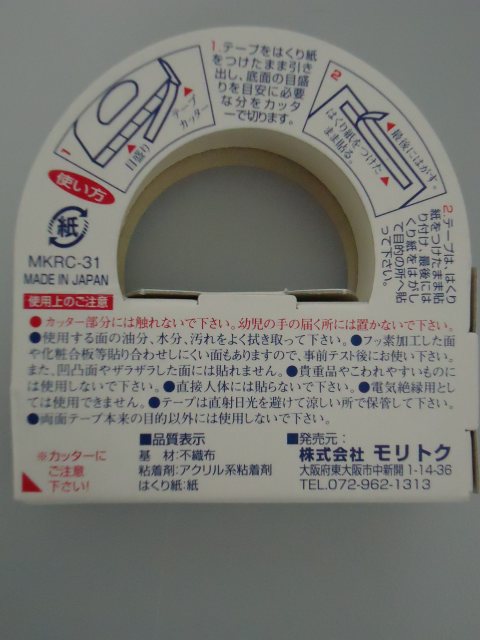 1.テープをはくり紙
をつけたまま引き
出し、底面の目盛
りを目安に必要
な分をカッタ
ーで切ります。
テープ
カッター
目盛り
1
2
最後にはがす。
はくり紙をつけた
まま貼る。
2.テープは、はくり
紙をつけたまま貼
り付け、最後には
くり紙をはがし
て目的の所へ貼
って下さい。
使い方
紙
MKRC-31
MADE IN JAPAN
使用上のご注意
●カッター部分には触れないで下さい。幼児の手の届く所には置かないで下さい。
●使用する面の油分、水分、汚れをよく拭き取って下さい。●フッ素加工した面
や化粧合板等貼り合わせしにくい面もありますので、事前テスト後にお使い下さい。
また、凹凸面やザラザラした面には貼れません。●貴重品やこわれやすいものに
は使用しないで下さい。●直接人体には貼らないで下さい。●電気絶縁用とし
ては使用できません。●テープは直射日光を避けて涼しい所で保管して下さい。
●両面テープ本来の目的以外には使用しないで下さい。
※カッターに
ご注意
下さい!
■品質表示
基 材:不織布
粘着剤:アクリル系粘着剤
はくり紙:紙
■発売元:
株式会社 モリトク
大阪府東大阪市中新開1-14-36
TEL.072-962-1313